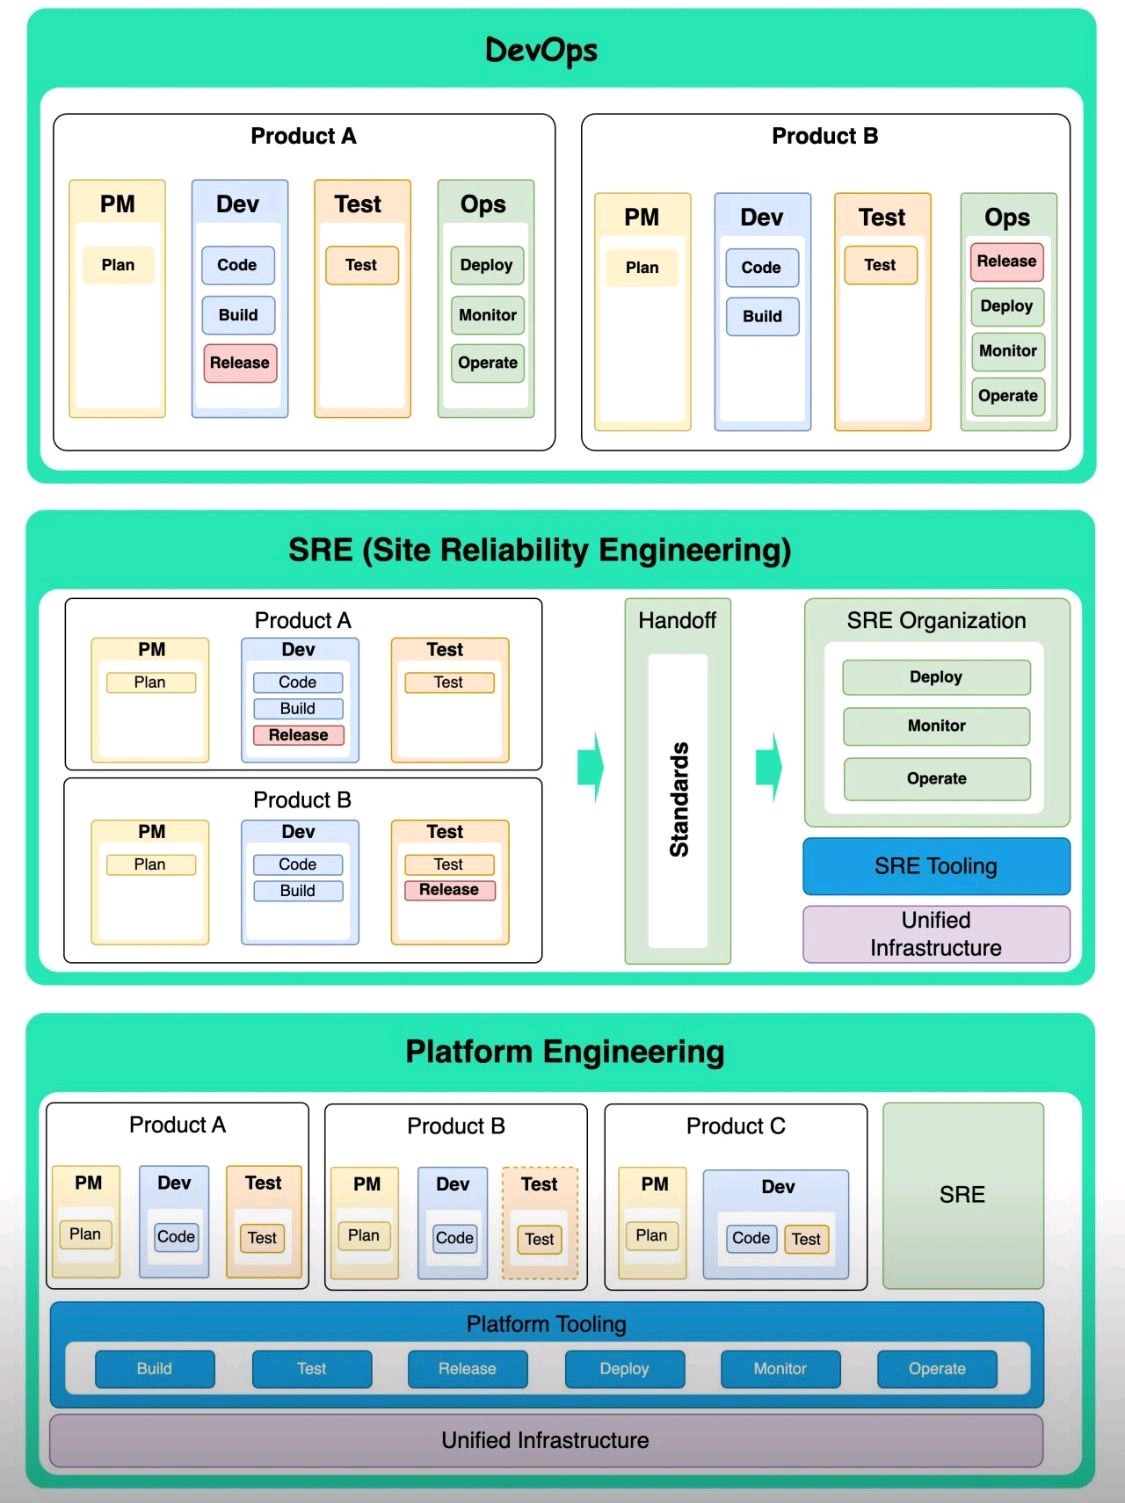 DevOps
Product A
PM
Plan
Dev
Code
Build
Release
Test
Test
Ops
Deploy
Monitor
Operate
Product B
PM
Plan
Dev
Code
Build
Test
Test
Ops
Release
Deploy
Monitor
Operate
SRE (Site Reliability Engineering)
Product A
PM
Plan
Dev
Code
Build
Release
Test
Test
Product B
PM
Plan
Dev
Code
Build
Test
Test
Release
Handoff
Standards
SRE Organization
Deploy
Monitor
Operate
SRE Tooling
Unified
Infrastructure
Platform Engineering
Product A
PM
Plan
Dev
Code
Test
Test
Product B
PM
Plan
Dev
Code
Test
Test
Product C
PM
Plan
Dev
Code
Test
SRE
Platform Tooling
Build
Test
Release
Deploy
Monitor
Operate
Unified Infrastructure